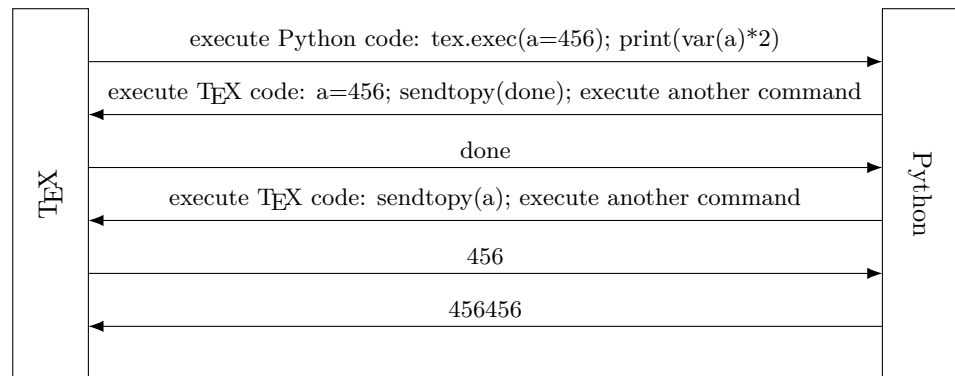 execute Python code: tex.exec(a=456); print(var(a)*2)
execute TEX code: a=456; sendtopy(done); execute another command
done
TEX
Python
execute TEX code: sendtopy(a); execute another command
456
456456